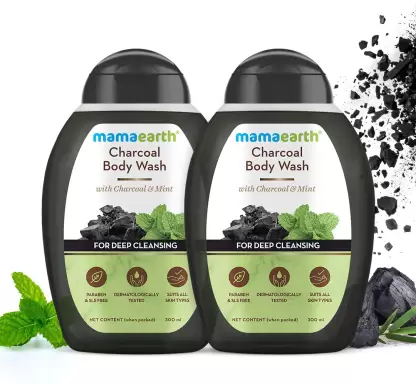 mamaearth®
Charcoal
Body Wash
with Charcoal & Mint
FOR DEEP CLEANSING
PARABEN
& SLS FREE
DERMATOLOGICALLY
TESTED
SUITS ALL
SKIN TYPES
NET CONTENT (when packed) 300 ml
mamaearth®
Charcoal
Body Wash
with Charcoal & Mint
FOR DEEP CLEANSING
PARABEN
& SLS FREE
DERMATOLOGICALLY
TESTED
SUITS ALL
SKIN TYPES
NET CONTENT (when packed) 300 ml